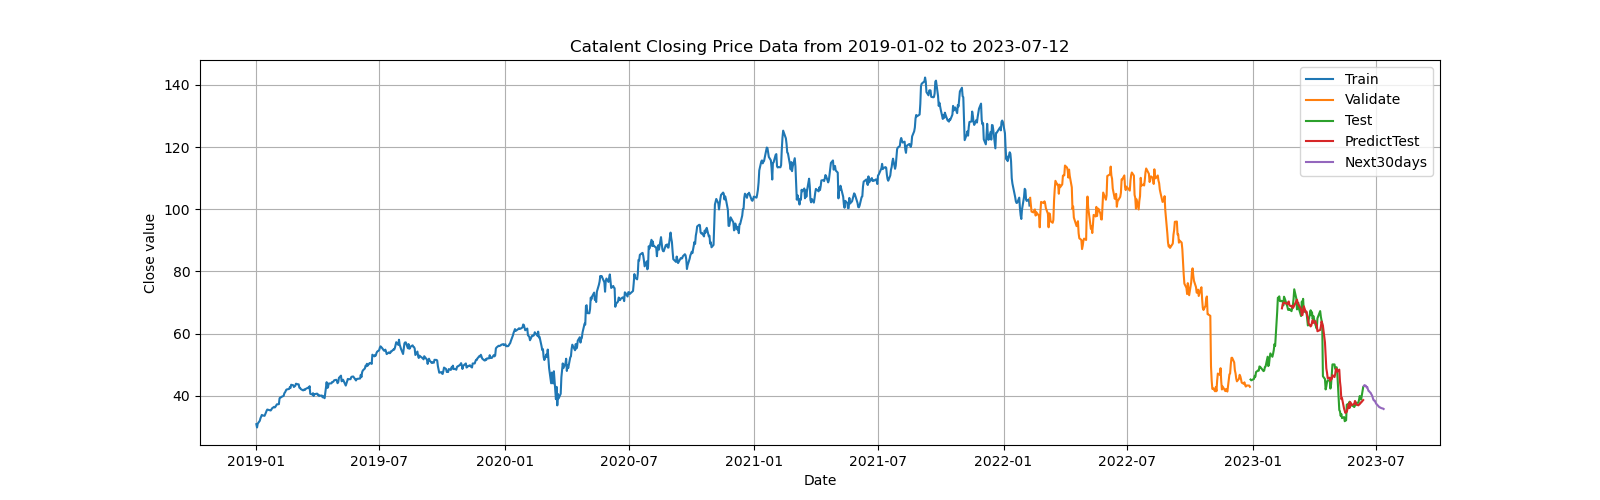 Catalent Closing Price Data from 2019-01-02 to 2023-07-12
Close value
140
120
100
80
60
40
Train
Validate
Test
PredictTest
Next30days
2019-01 2019-07 2020-01 2020-07 2021-01 2021-07 2022-01 2022-07 2023-01 2023-07
Date